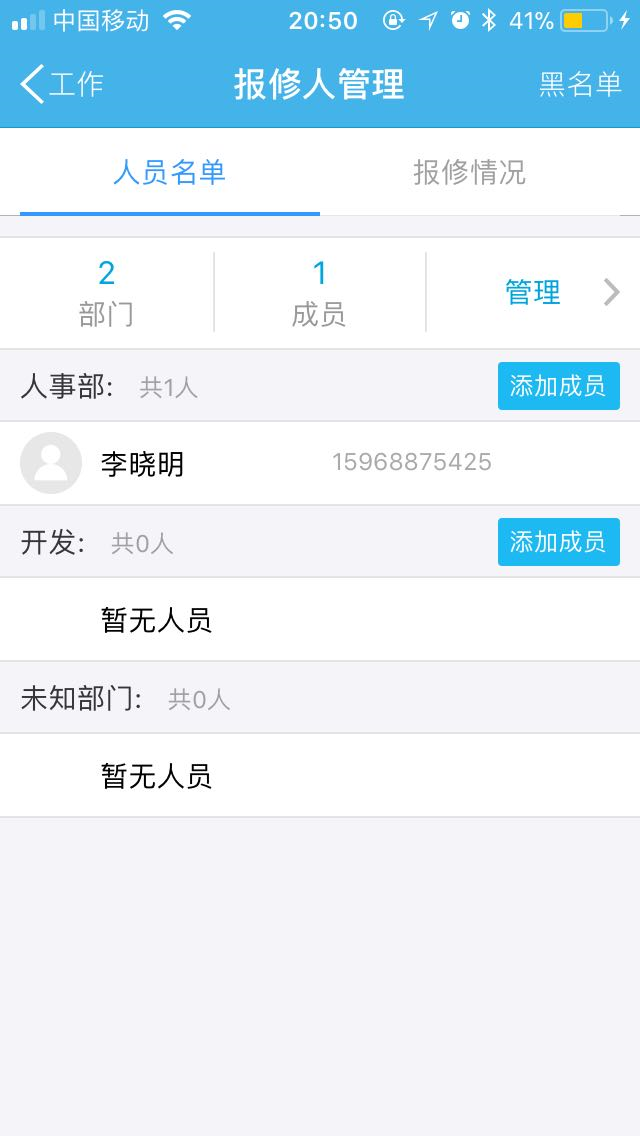 中国移动 20:50 41%
工作 报修人管理 黑名单
人员名单 报修情况
2 1
部门 成员 管理
人事部: 共1人 添加成员
李晓明 15968875425
开发: 共0人 添加成员
暂无人员
未知部门: 共0人
暂无人员